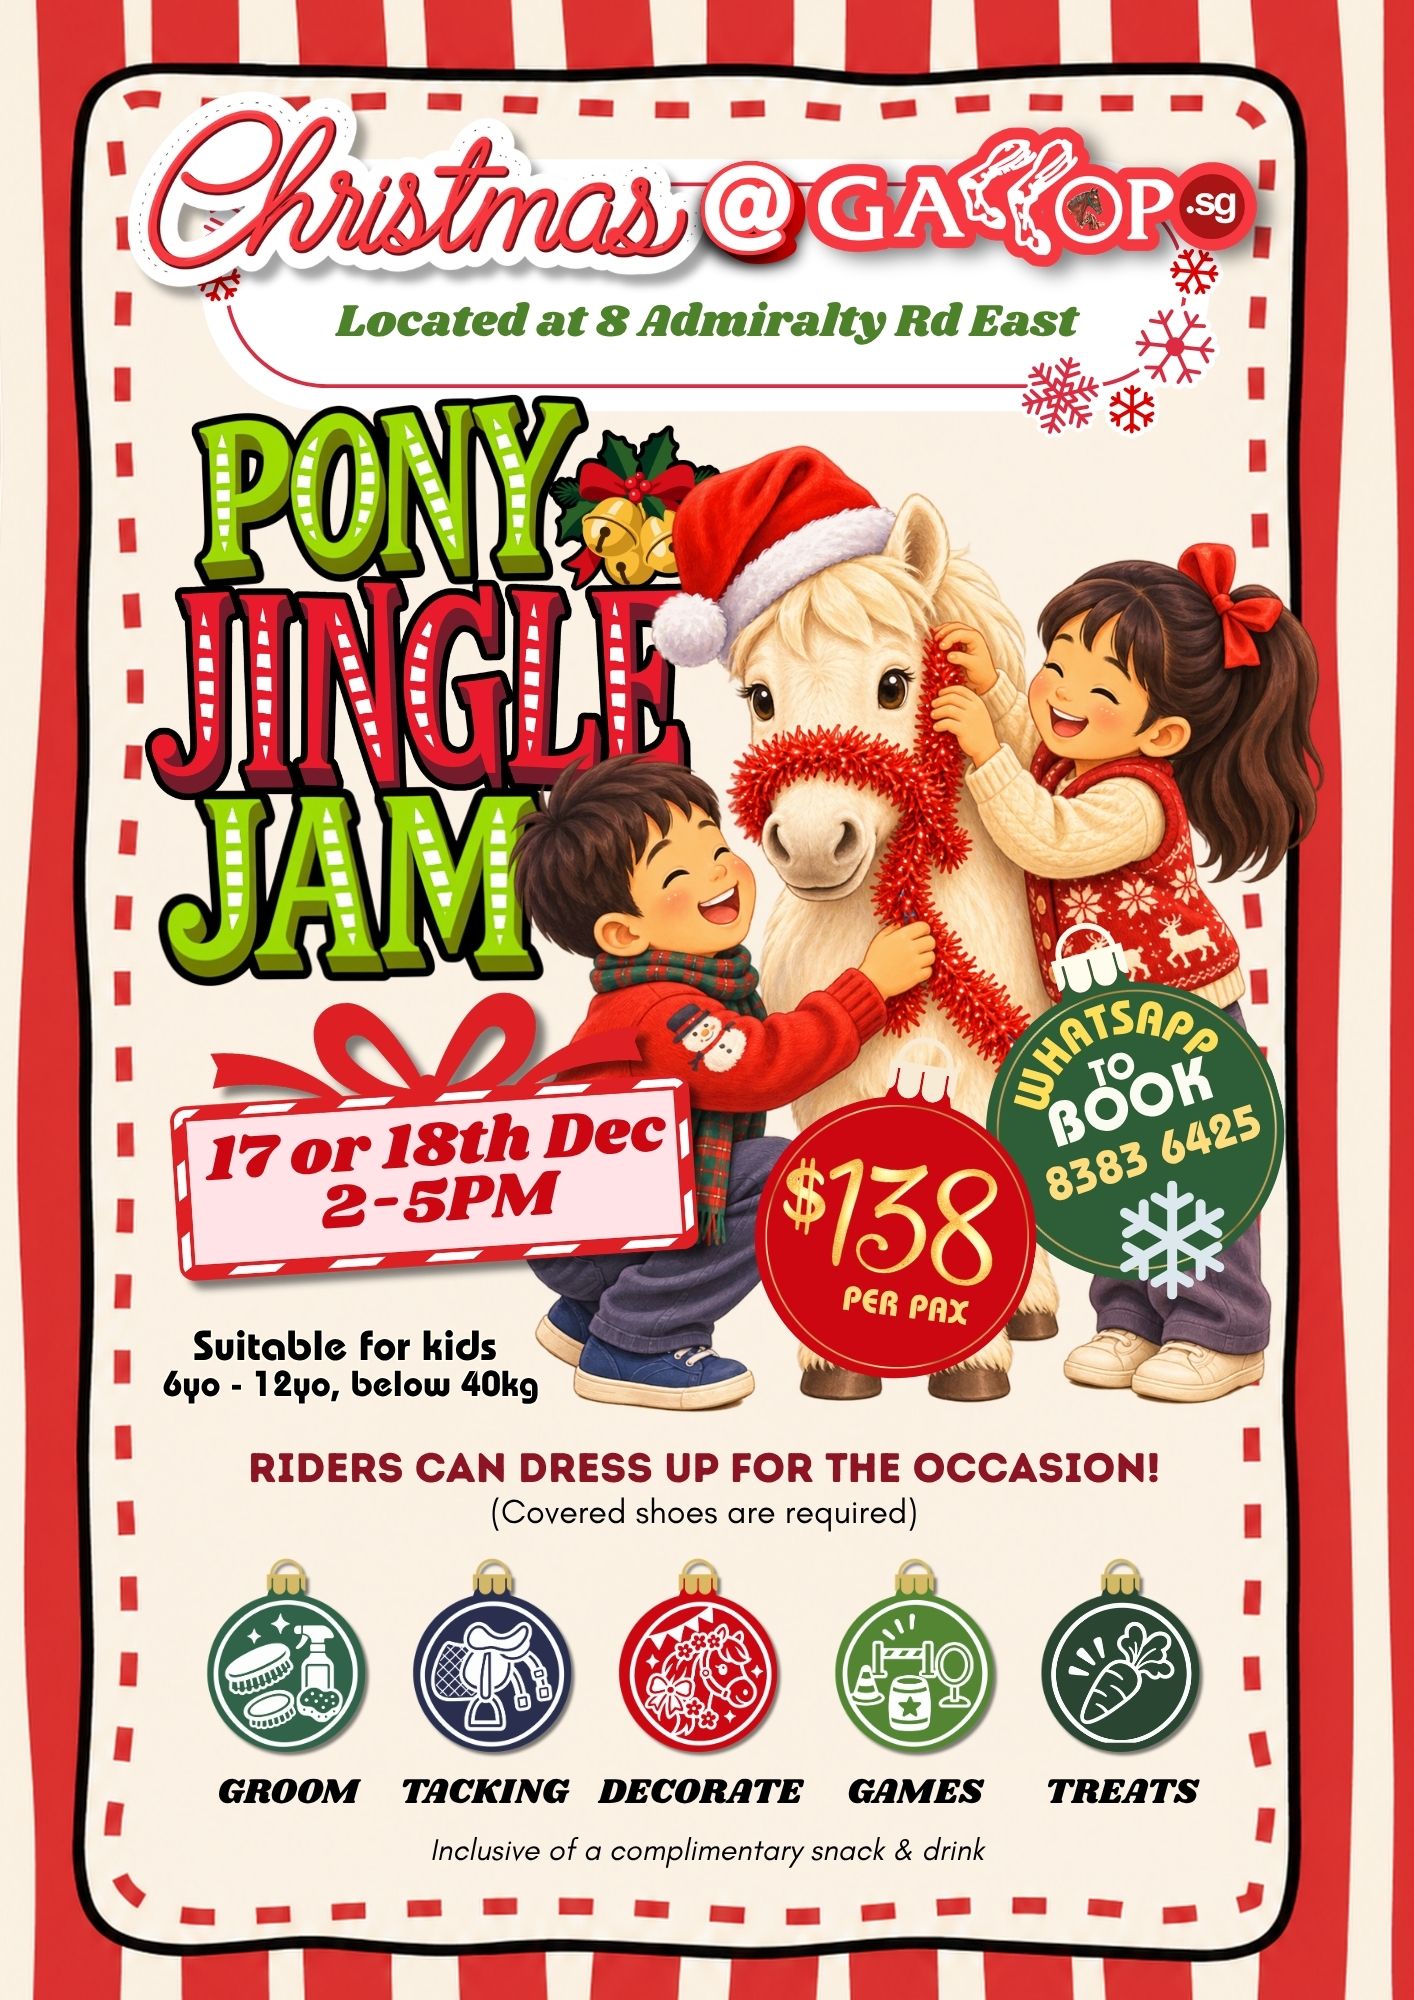 Christmas @ GALLOP .sg
Located at 8 Admiralty Rd East
PONY
JINGLE
JAM
17 or 18th Dec
2-5PM
WHATSAPP
TO
BOOK
8383 6425
$138
PER PAX
Suitable for kids
6yo - 12yo, below 40kg
RIDERS CAN DRESS UP FOR THE OCCASION!
(Covered shoes are required)
GROOM TACKING DECORATE GAMES TREATS
Inclusive of a complimentary snack & drink